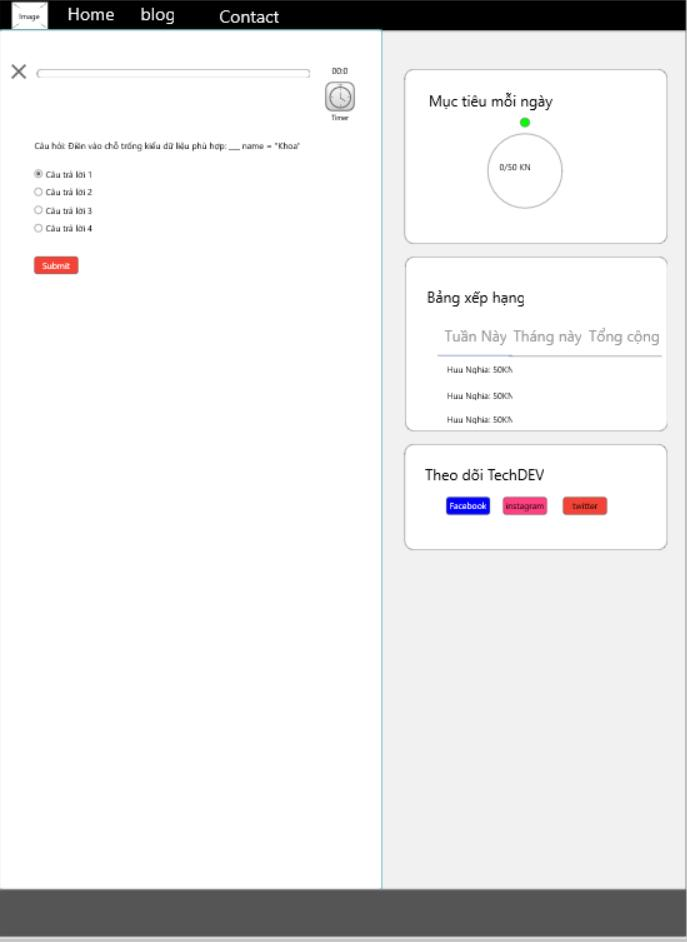 Image Home blog Contact
00:0
Timer
Câu hỏi: Điền vào chỗ trống kiểu dữ liệu phù hợp: ___ name = "Khoa"
Câu trả lời 1
Câu trả lời 2
Câu trả lời 3
Câu trả lời 4
Submit
Mục tiêu mỗi ngày
0/50 KN
Bảng xếp hạng
Tuần Này Tháng này Tổng cộng
Huu Nghia: 50KN
Huu Nghia: 50KN
Huu Nghia: 50KN
Theo dõi TechDEV
Facebook instagram twitter